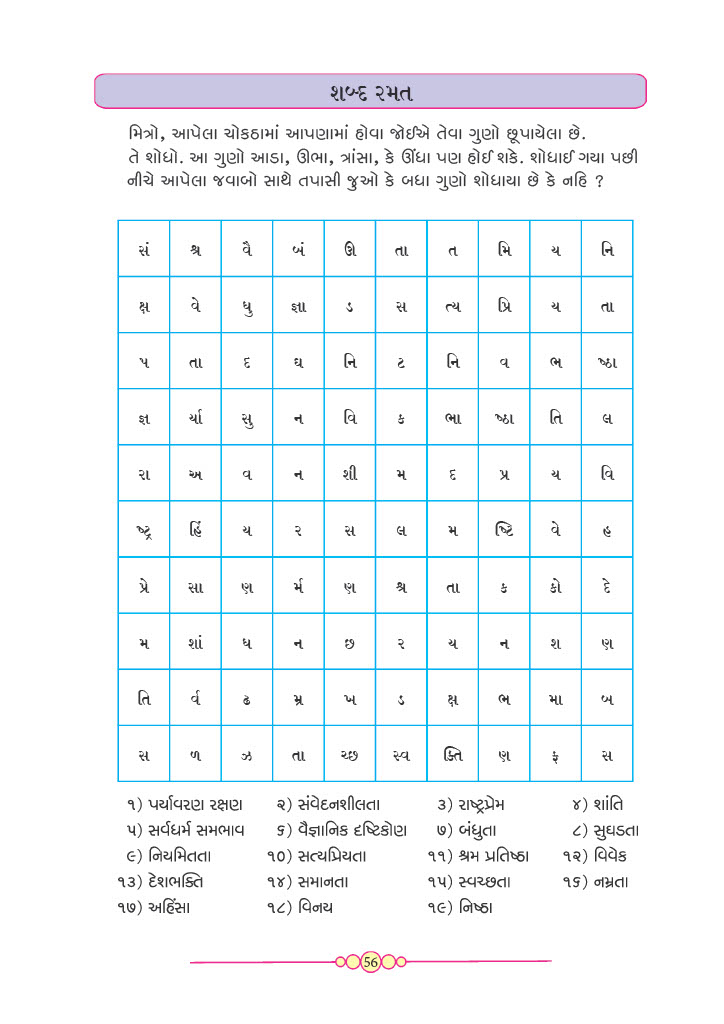 શબ્દ રમત
મિત્રો, આપેલા ચોકઠામાં આપણામાં હોવા જોઈએ તેવા ગુણો છૂપાયેલા છે.
તે શોધો. આ ગુણો આડા, ઊભા, ત્રાંસા, કે ઊંધા પણ હોઈ શકે. શોધાઈ ગયા પછી
નીચે આપેલા જવાબો સાથે તપાસી જુઓ કે બધા ગુણો શોધાયા છે કે નહિ ?
સં શ્ર વૈ બં ઊ તા ત મિ ય નિ
ક્ષ વે ધુ જ્ઞા ડ સ ત્ય પ્રિ ય તા
પ તા દ ઘ નિ ટ નિ વ ભ ષ્ઠા
જ્ઞ ર્યા સુ ન વિ ક ભા ષ્ઠા તિ લ
રા અ વ ન શી મ દ પ્ર ય વિ
ષ્ટ્ર હિં ય ર સ લ મ ષ્ટિ વે હ
પ્રે સા ણ ર્મ ણ શ્ર તા ક કો દે
મ શાં ધ ન છ ર ય ન શ ણ
તિ ર્વ ઢ મ્ર ખ ડ ક્ષ ભ મા બ
સ ળ ઝ તા ચ્છ સ્વ ક્તિ ણ ફ સ
૧) પર્યાવરણ રક્ષણ ૨) સંવેદનશીલતા ૩) રાષ્ટ્રપ્રેમ ૪) શાંતિ
૫) સર્વધર્મ સમભાવ ૬) વૈજ્ઞાનિક દષ્ટિકોણ ૭) બંધુતા ૮) સુઘડતા
૯) નિયમિતતા ૧૦) સત્યપ્રિયતા ૧૧) શ્રમ પ્રતિષ્ઠા ૧૨) વિવેક
૧૩) દેશભક્તિ ૧૪) સમાનતા ૧૫) સ્વચ્છતા ૧૬) નમ્રતા
૧૭) અહિંસા ૧૮) વિનય ૧૯) નિષ્ઠા
56